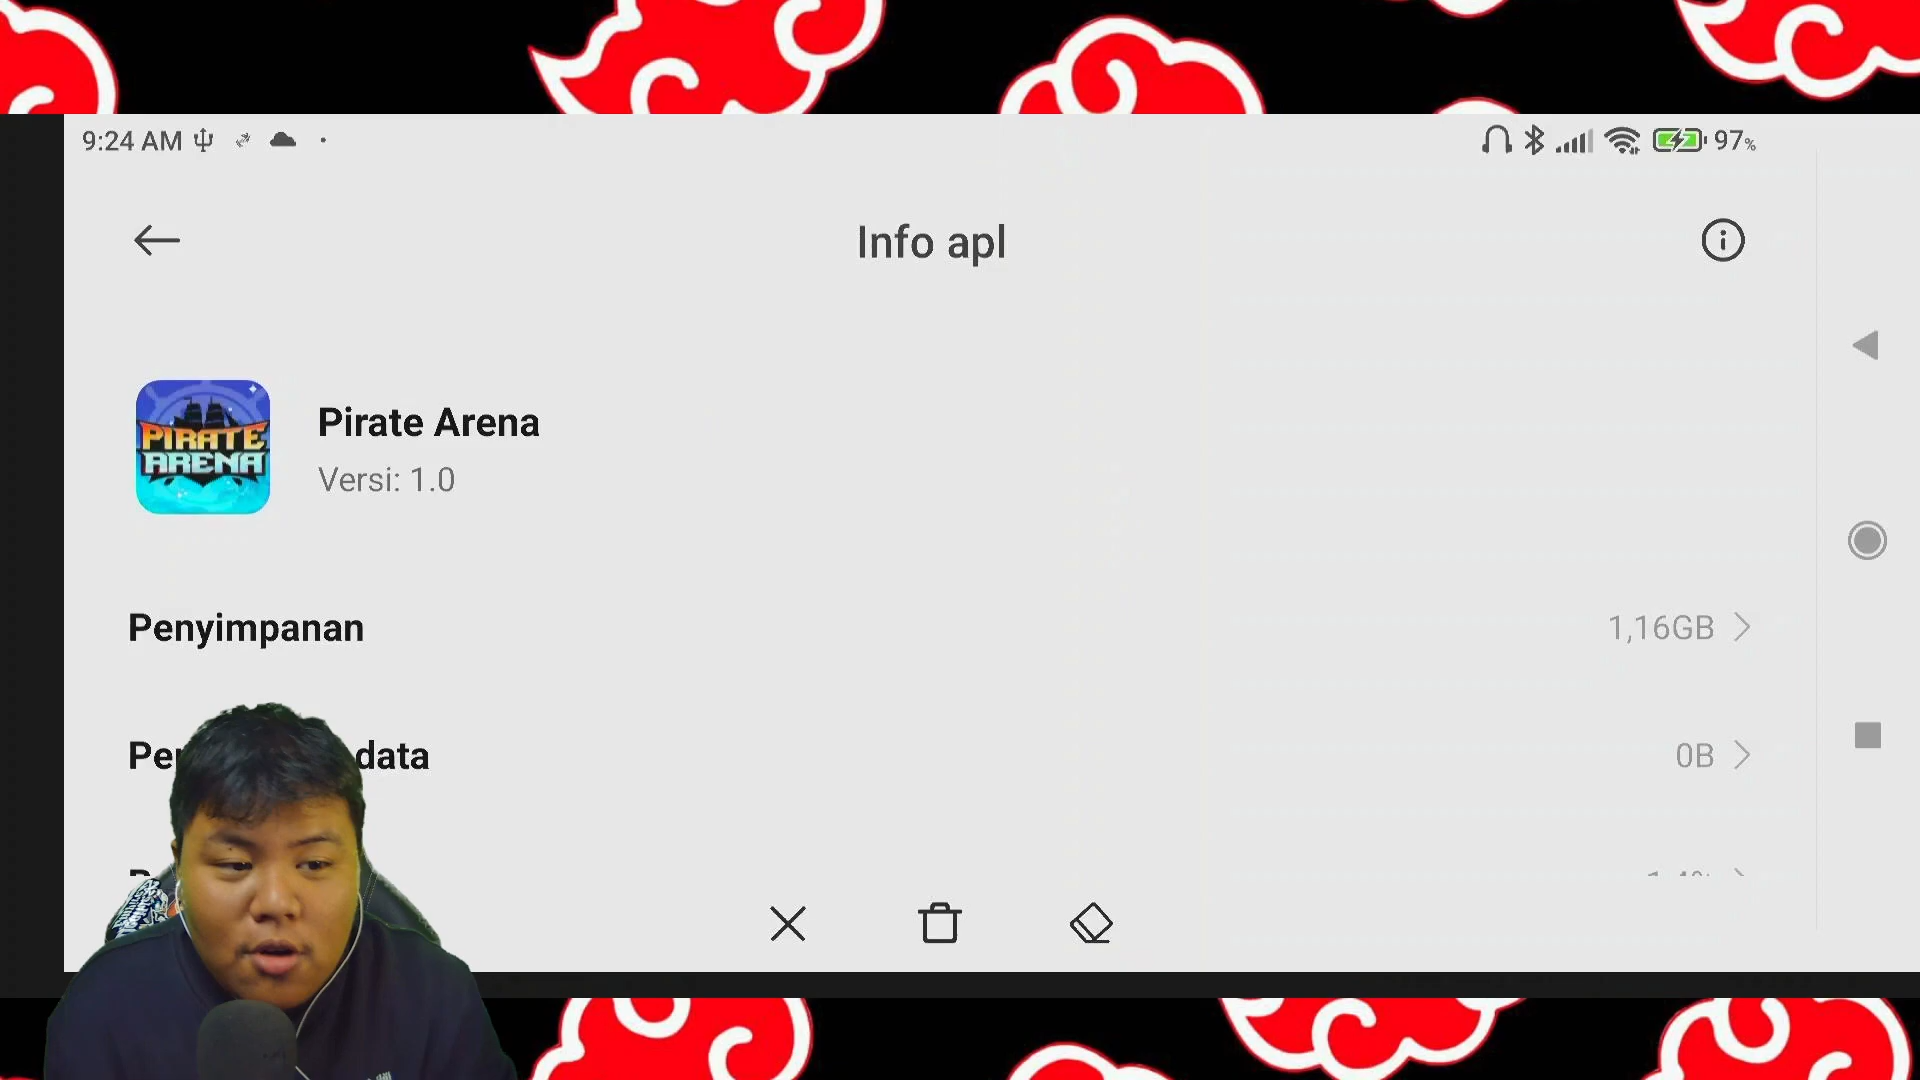 9:24 AM
97%
Info apl
PIRATE
ARENA
Pirate Arena
Versi: 1.0
Penyimpanan
1,16GB
data
0B